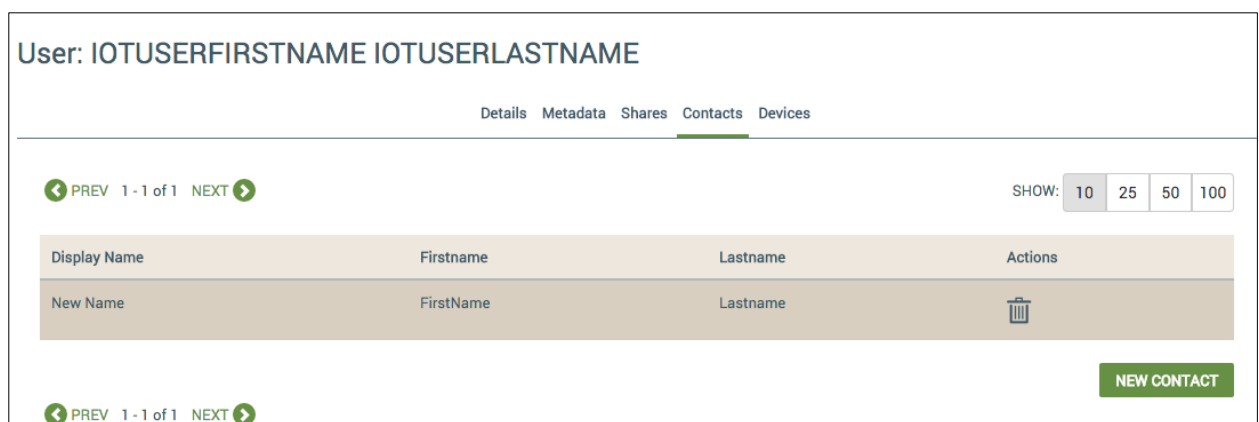 User: IOTUSERFIRSTNAME IOTUSERLASTNAME
Details Metadata Shares Contacts Devices
PREV 1 - 1 of 1 NEXT SHOW: 10 25 50 100
Display Name Firstname Lastname Actions
New Name FirstName Lastname
NEW CONTACT
PREV 1 - 1 of 1 NEXT